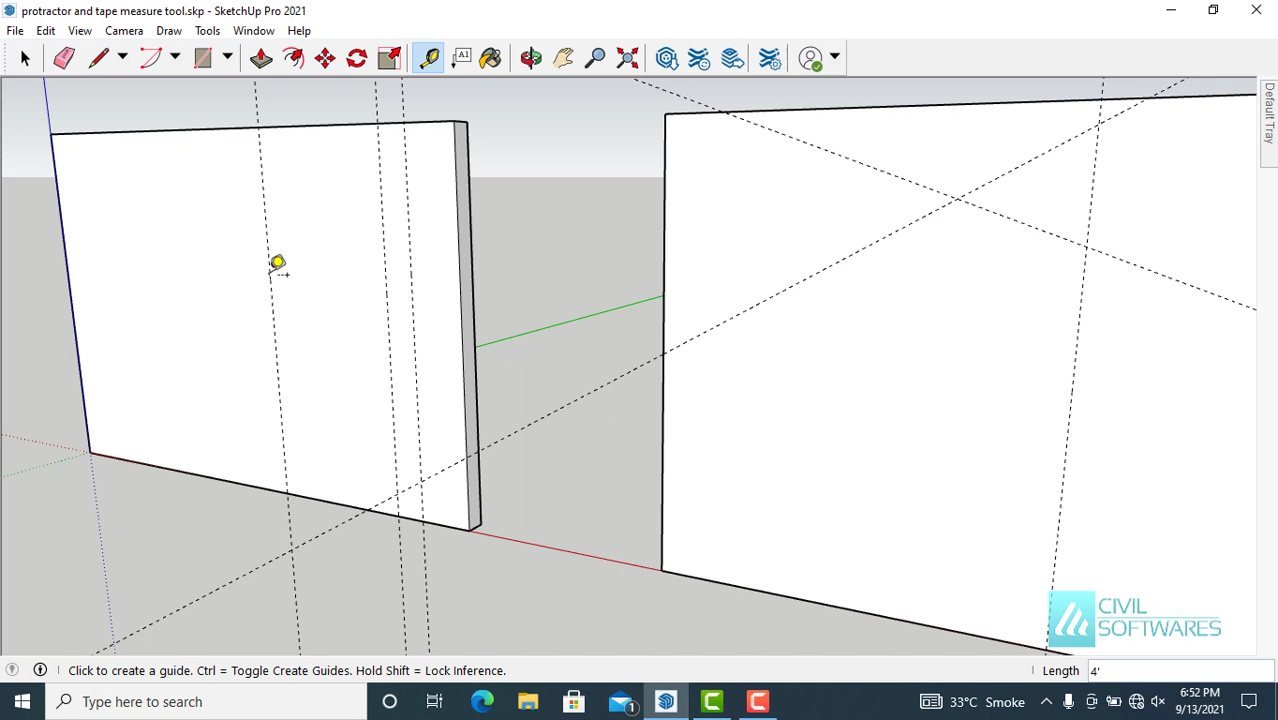 protractor and tape measure tool.skp - SketchUp Pro 2021
File Edit View Camera Draw Tools Window Help
A1
Default Tray
CIVIL
SOFTWARES
Click to create a guide. Ctrl = Toggle Create Guides. Hold Shift = Lock Inference.
Length 4'
Type here to search
1
33°C Smoke
6:52 PM
9/13/2021